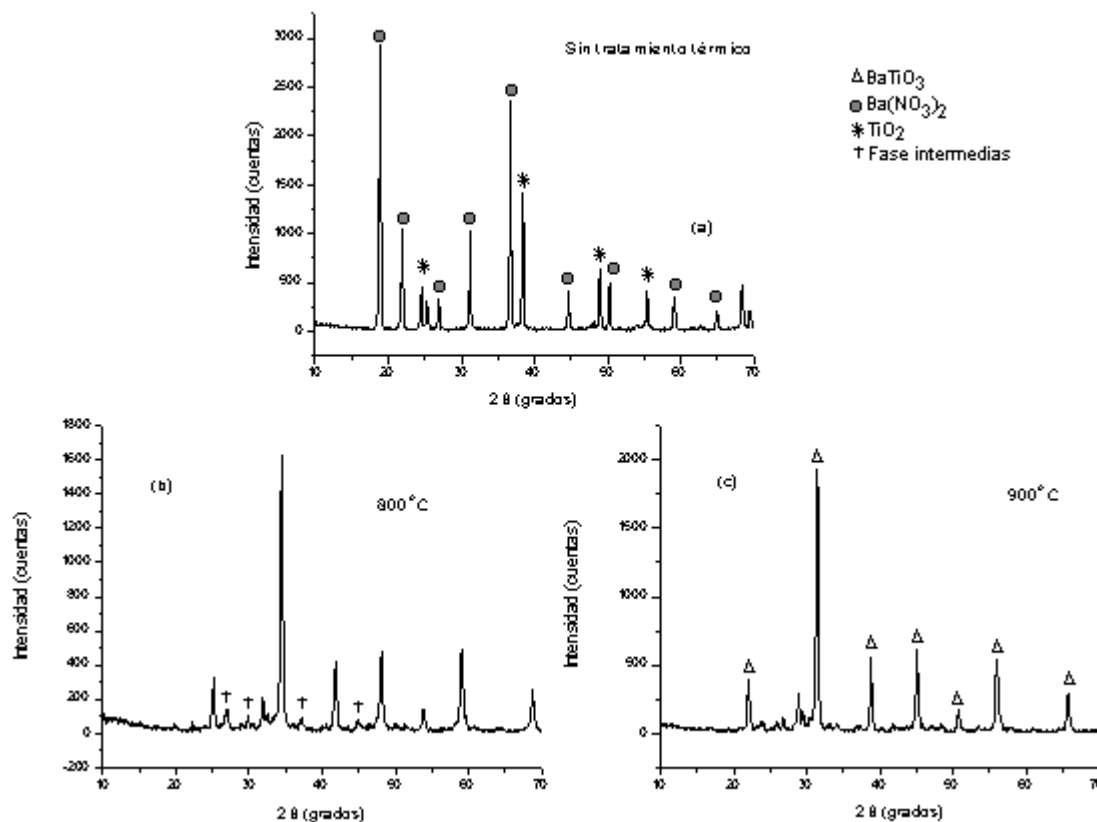 Sin tratamiento térmico
(a)
Intensidad (cuentas)
3000
2500
2000
1500
1000
500
0
10 20 30 40 50 60 70
2 θ (grados)
Δ BaTiO3
● Ba(NO3)2
* TiO2
† Fase intermedias
(b)
800°C
Intensidad (cuentas)
1800
1600
1400
1200
1000
800
600
400
200
0
-200
10 20 30 40 50 60 70
2 θ (grados)
(c)
900°C
Intensidad (cuentas)
2000
1500
1000
500
0
10 20 30 40 50 60 70
2 θ (grados)